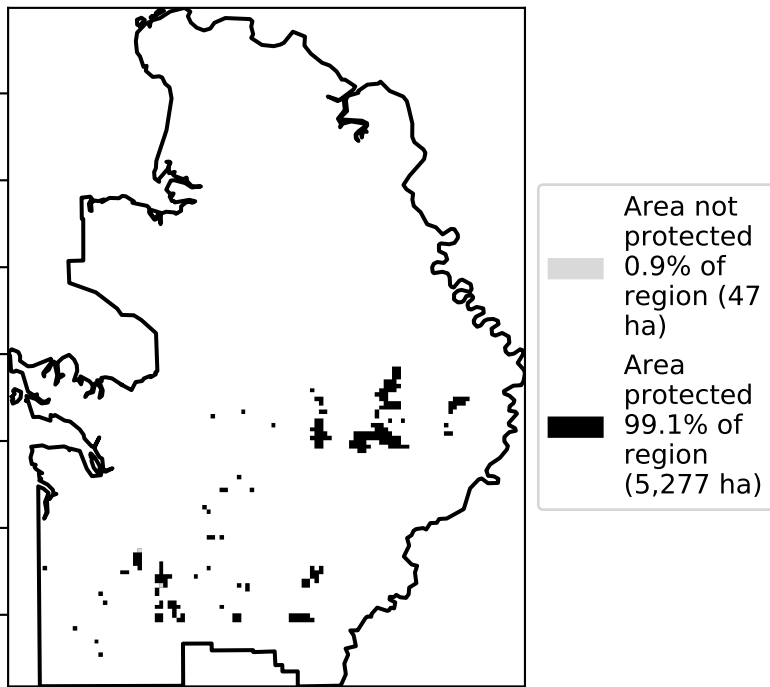 Area not
protected
0.9% of
region (47
ha)
Area
protected
99.1% of
region
(5,277 ha)